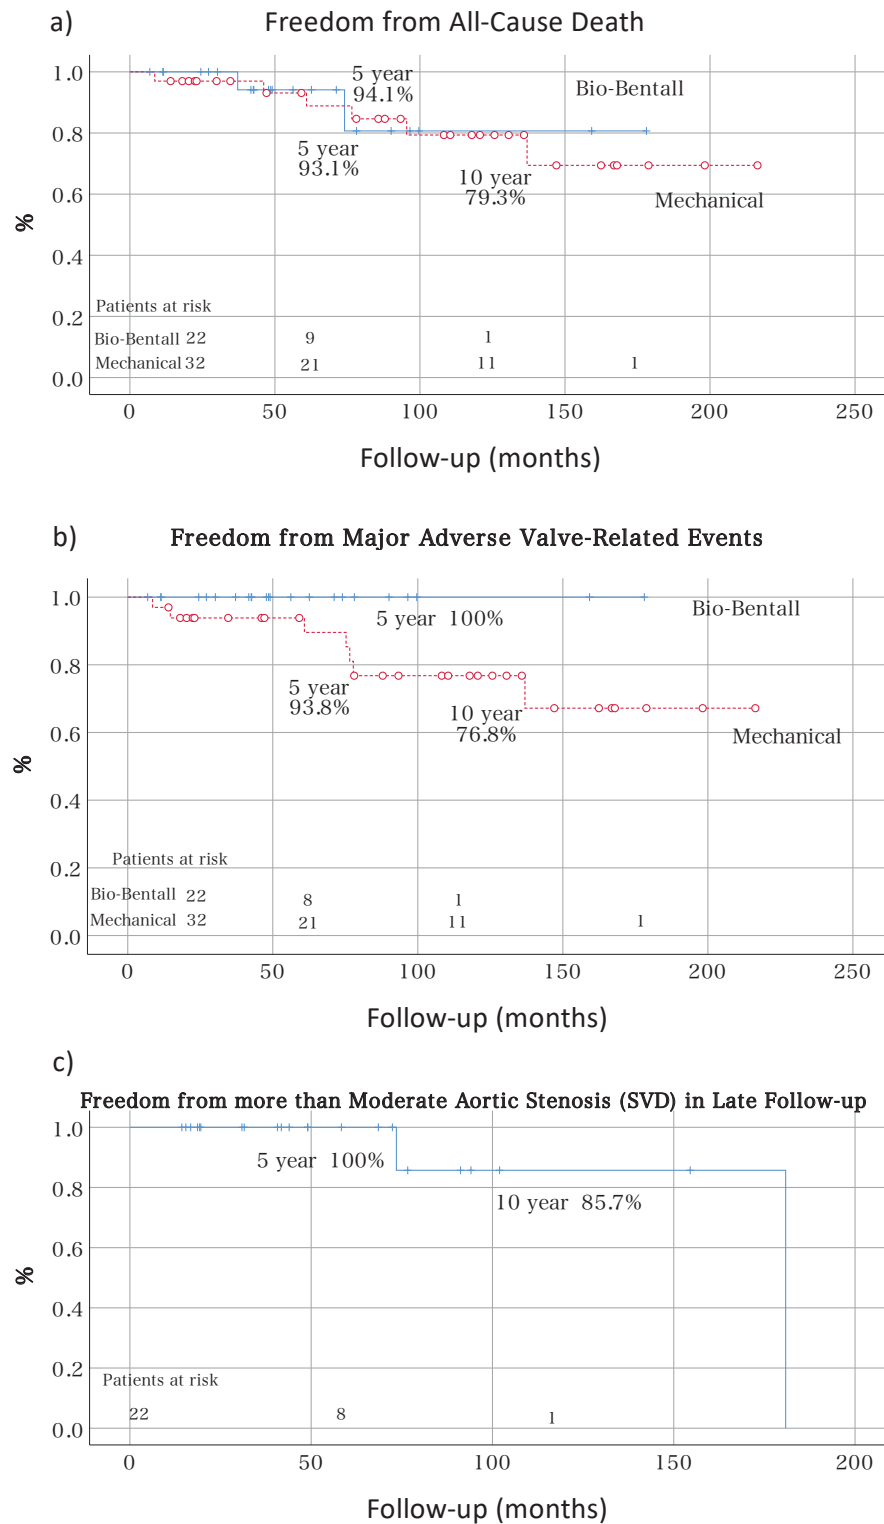 a) Freedom from All-Cause Death
1.0
0.8
0.6
0.4
0.2
0.0
%
5 year
94.1%
Bio-Bentall
5 year
93.1%
10 year
79.3%
Mechanical
Patients at risk
Bio-Bentall 22 9 1
Mechanical 32 21 11 1
0 50 100 150 200 250
Follow-up (months)
b) Freedom from Major Adverse Valve-Related Events
1.0
0.8
0.6
0.4
0.2
0.0
%
Bio-Bentall
5 year 100%
5 year
93.8%
10 year
76.8%
Mechanical
Patients at risk
Bio-Bentall 22 8 1
Mechanical 32 21 11 1
0 50 100 150 200 250
Follow-up (months)
c)
Freedom from more than Moderate Aortic Stenosis (SVD) in Late Follow-up
1.0
0.8
0.6
0.4
0.2
0.0
%
5 year 100%
10 year 85.7%
Patients at risk
22 8 1
0 50 100 150 200
Follow-up (months)